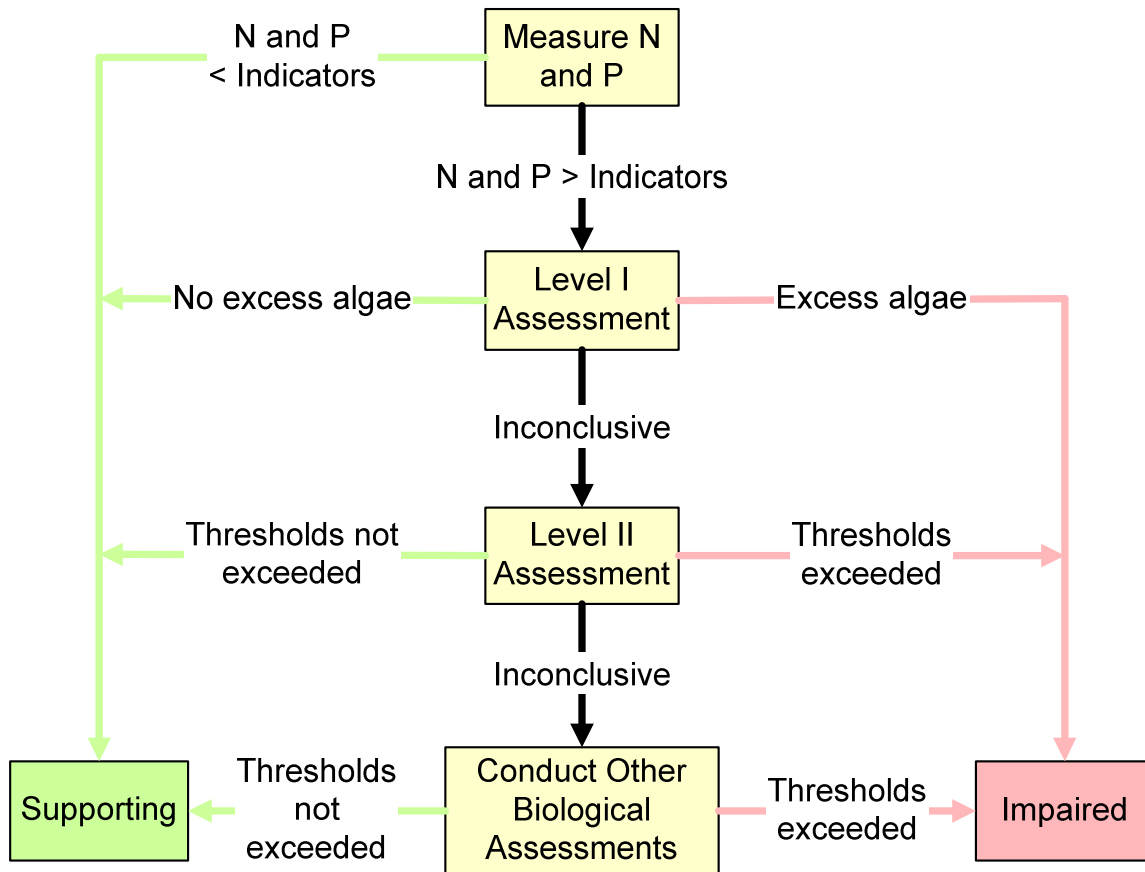 N and P
< Indicators
Measure N
and P
N and P > Indicators
No excess algae
Level I
Assessment
Excess algae
Inconclusive
Thresholds not
exceeded
Level II
Assessment
Thresholds
exceeded
Inconclusive
Supporting
Thresholds
not
exceeded
Conduct Other
Biological
Assessments
Thresholds
exceeded
Impaired